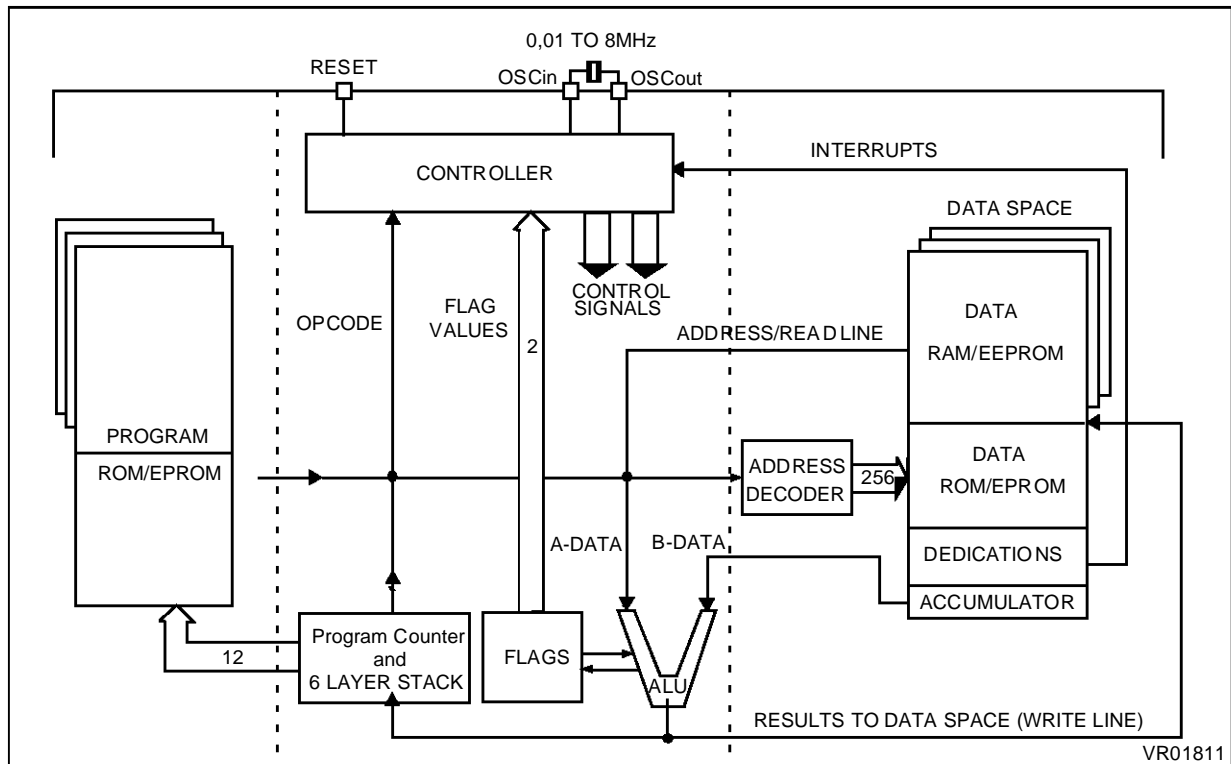 0,01 TO 8MHz
RESET
OSCin
OSCout
INTERRUPTS
CONTROLLER
DATA SPACE
CONTROL
SIGNALS
OPCODE
FLAG
VALUES
2
ADDRESS/READ LINE
DATA
RAM/EEPROM
PROGRAM
ROM/EPROM
ADDRESS
DECODER
256
DATA
ROM/EPROM
A-DATA
B-DATA
DEDICATIONS
ACCUMULATOR
12
Program Counter
and
6 LAYER STACK
FLAGS
ALU
RESULTS TO DATA SPACE (WRITE LINE)
VR01811